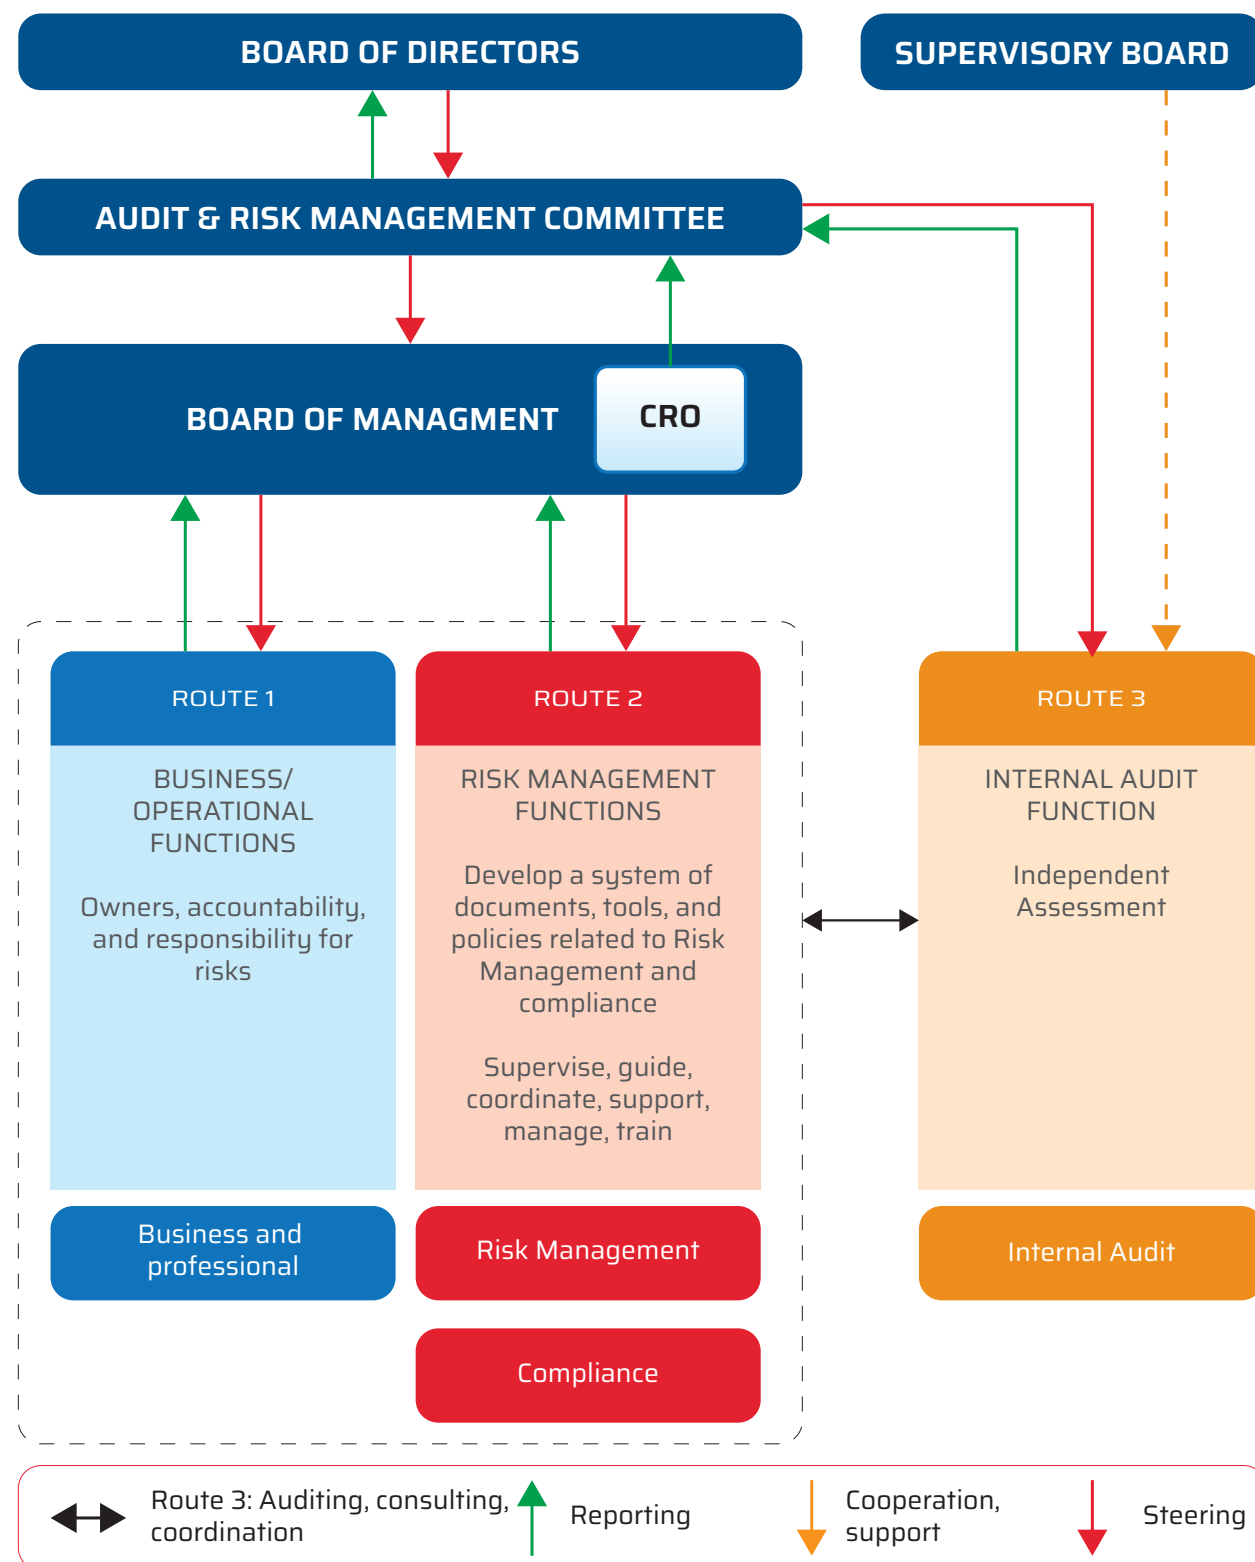 BOARD OF DIRECTORS
SUPERVISORY BOARD
AUDIT & RISK MANAGEMENT COMMITTEE
BOARD OF MANAGMENT
CRO
ROUTE 1
BUSINESS/
OPERATIONAL
FUNCTIONS
Owners, accountability,
and responsibility for
risks
Business and
professional
ROUTE 2
RISK MANAGEMENT
FUNCTIONS
Develop a system of
documents, tools, and
policies related to Risk
Management and
compliance
Supervise, guide,
coordinate, support,
manage, train
Risk Management
Compliance
ROUTE 3
INTERNAL AUDIT
FUNCTION
Independent
Assessment
Internal Audit
Route 3: Auditing, consulting,
coordination
Reporting
Cooperation,
support
Steering